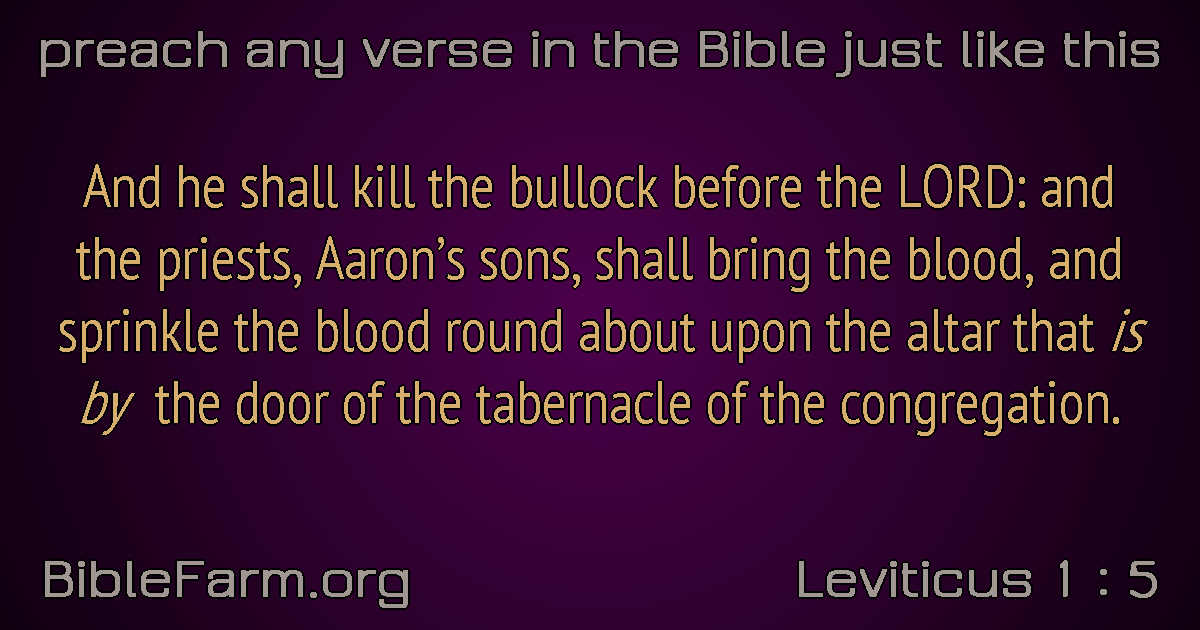 preach any verse in the Bible just like this
And he shall kill the bullock before the LORD: and
the priests, Aaron’s sons, shall bring the blood, and
sprinkle the blood round about upon the altar that is
by the door of the tabernacle of the congregation.
BibleFarm.org
Leviticus 1 : 5